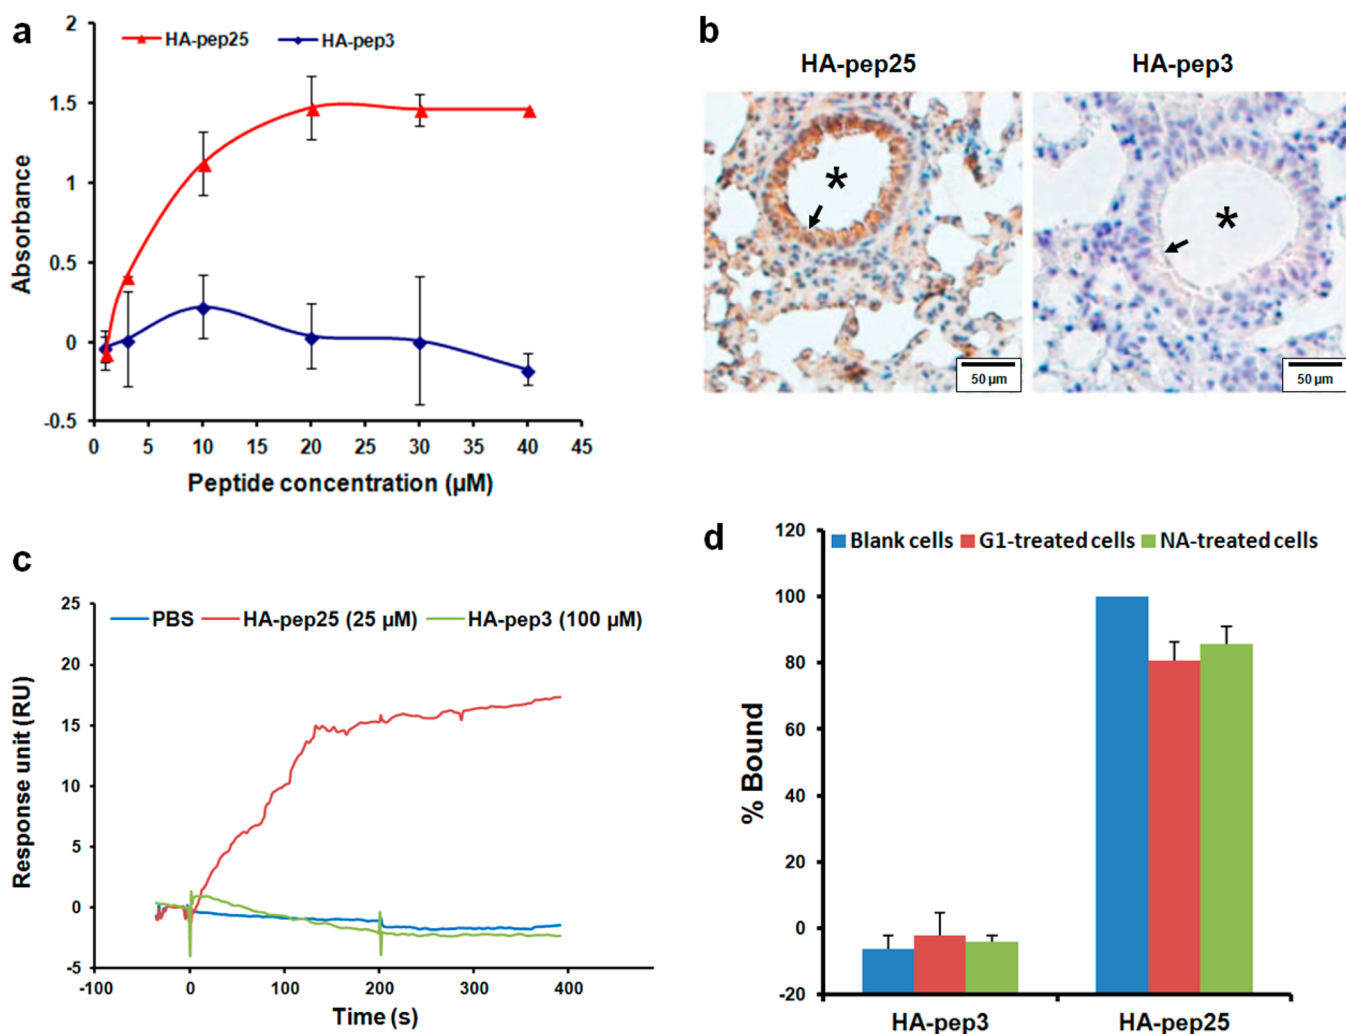 a
HA-pep25 HA-pep3
2
1.5
1
0.5
0
-0.5
0 5 10 15 20 25 30 35 40 45
Absorbance
Peptide concentration (µM)
b
HA-pep25 HA-pep3
* *
50 µm 50 µm
c
PBS HA-pep25 (25 µM) HA-pep3 (100 µM)
25
20
15
10
5
0
-5
-100 0 100 200 300 400
Response unit (RU)
Time (s)
d
Blank cells G1-treated cells NA-treated cells
120
100
80
60
40
20
0
-20
% Bound
HA-pep3 HA-pep25